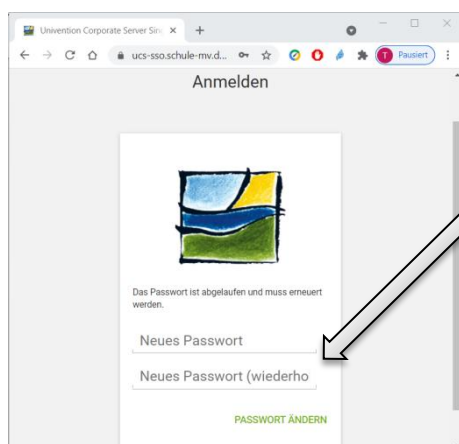 Univention Corporate Server Sin
ucs-sso.schule-mv.d...
T Pausiert
Anmelden
Das Passwort ist abgelaufen und muss erneuert
werden.
Neues Passwort
Neues Passwort (wiederho
PASSWORT ÄNDERN